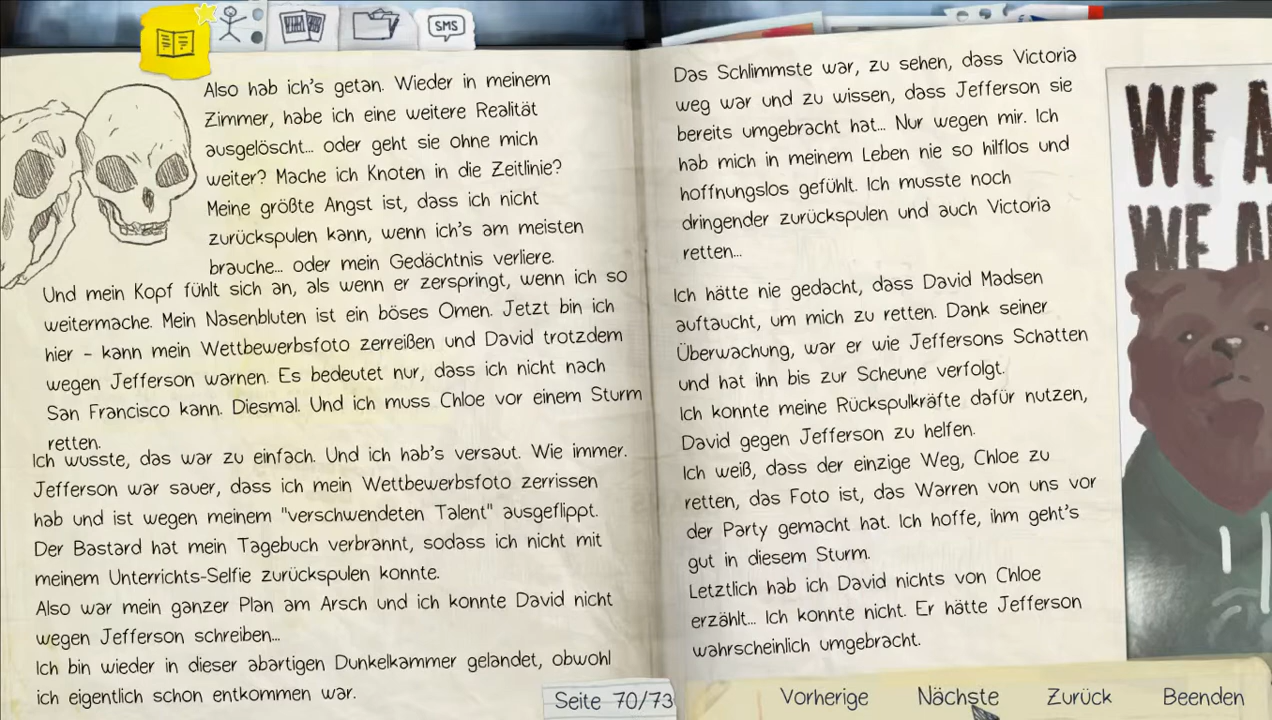 SMS
Also hab ich's getan. Wieder in meinem
Zimmer, habe ich eine weitere Realität
ausgelöscht... oder geht sie ohne mich
weiter? Mache ich Knoten in die Zeitlinie?
Meine größte Angst ist, dass ich nicht
zurückspulen kann, wenn ich's am meisten
brauche... oder mein Gedächtnis verliere.
Und mein Kopf fühlt sich an, als wenn er zerspringt, wenn ich so
weitermache. Mein Nasenbluten ist ein böses Omen. Jetzt bin ich
hier - kann mein Wettbewerbsfoto zerreißen und David trotzdem
wegen Jefferson warnen. Es bedeutet nur, dass ich nicht nach
San Francisco kann. Diesmal. Und ich muss Chloe vor einem Sturm
retten.
Ich wusste, das war zu einfach. Und ich hab's versaut. Wie immer.
Jefferson war sauer, dass ich mein Wettbewerbsfoto zerrissen
hab und ist wegen meinem "verschwendeten Talent" ausgeflippt.
Der Bastard hat mein Tagebuch verbrannt, sodass ich nicht mit
meinem Unterrichts-Selfie zurückspulen konnte.
Also war mein ganzer Plan am Arsch und ich konnte David nicht
wegen Jefferson schreiben...
Ich bin wieder in dieser abartigen Dunkelkammer gelandet, obwohl
ich eigentlich schon entkommen war.
Seite 70/73
Das Schlimmste war, zu sehen, dass Victoria
weg war und zu wissen, dass Jefferson sie
bereits umgebracht hat... Nur wegen mir. Ich
hab mich in meinem Leben nie so hilflos und
hoffnungslos gefühlt. Ich musste noch
dringender zurückspulen und auch Victoria
retten...
Ich hätte nie gedacht, dass David Madsen
auftaucht, um mich zu retten. Dank seiner
Überwachung, war er wie Jeffersons Schatten
und hat ihn bis zur Scheune verfolgt.
Ich konnte meine Rückspulkräfte dafür nutzen,
David gegen Jefferson zu helfen.
Ich weiß, dass der einzige Weg, Chloe zu
retten, das Foto ist, das Warren von uns vor
der Party gemacht hat. Ich hoffe, ihm geht's
gut in diesem Sturm.
Letztlich hab ich David nichts von Chloe
erzählt... Ich konnte nicht. Er hätte Jefferson
wahrscheinlich umgebracht.
WE A
WE
Vorherige Nächste Zurück Beenden